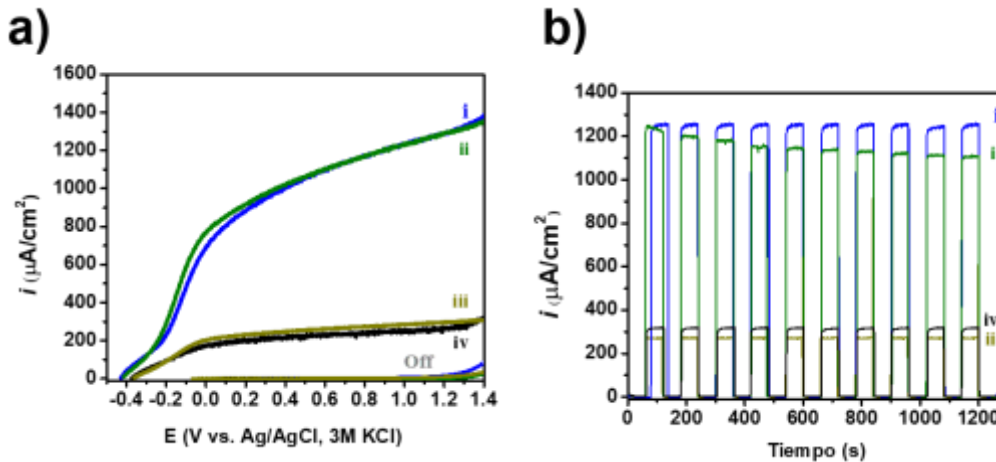 a)
1600
1400
1200
1000
800
600
400
200
0
i
ii
iii
iv
Off
-0.4 -0.2 0.0 0.2 0.4 0.6 0.8 1.0 1.2 1.4
E (V vs. Ag/AgCl, 3M KCl)
i (µA/cm²)
b)
1400
1200
1000
800
600
400
200
0
i
iv
ii
0 200 400 600 800 1000 1200
Tiempo (s)
i (µA/cm²)